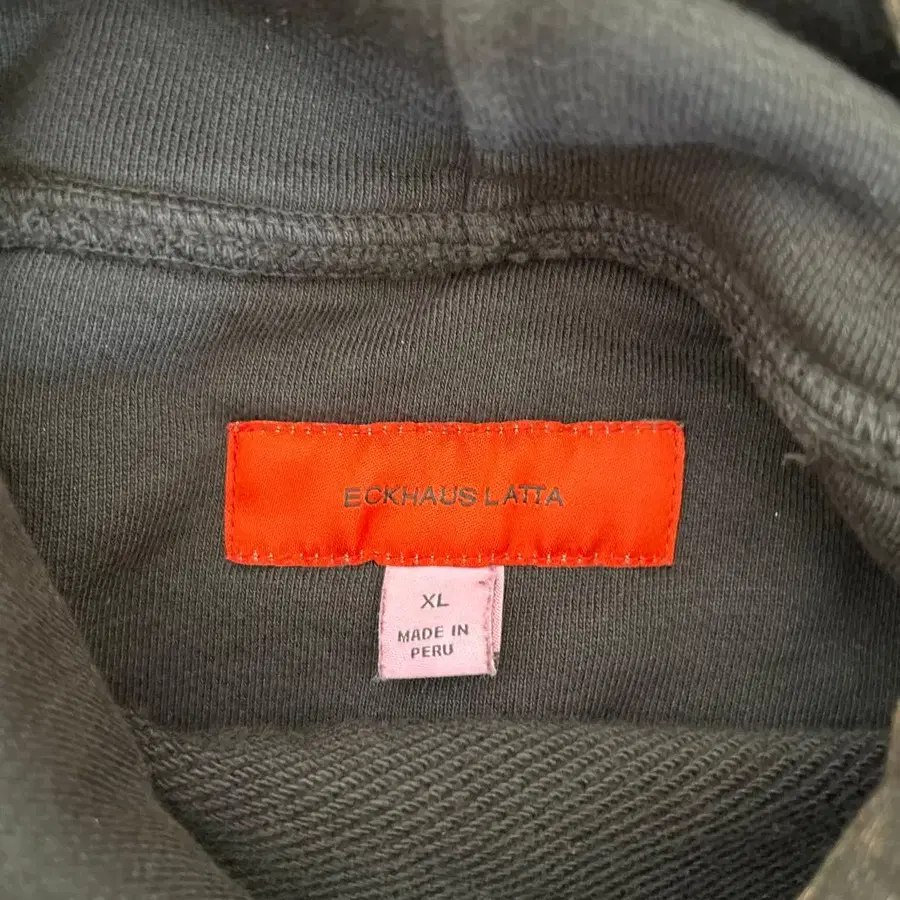 ECKHAUS LATTA
XL
MADE IN
PERU